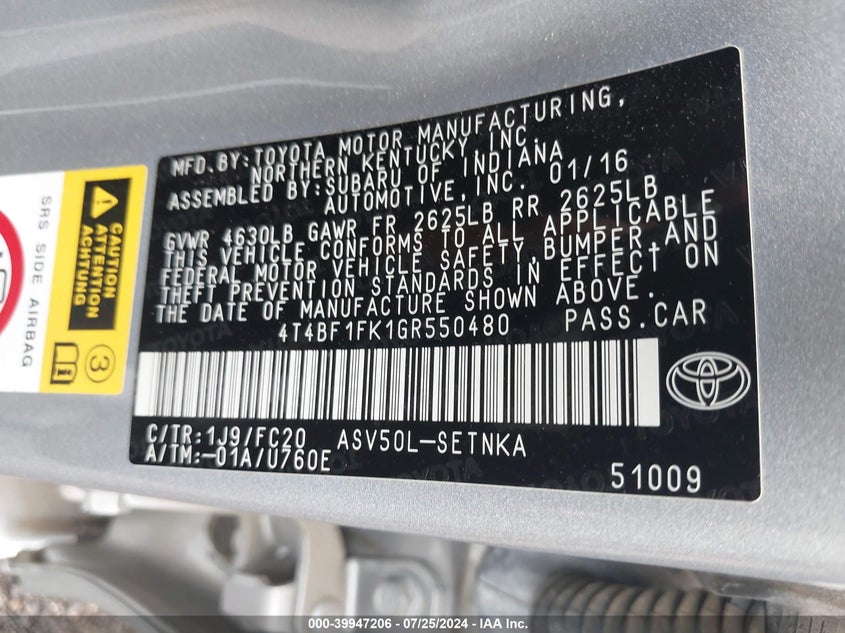 MFD.BY:TOYOTA MOTOR MANUFACTURING,
NORTHERN KENTUCKY, INC.
ASSEMBLED BY:SUBARU OF INDIANA
AUTOMOTIVE,INC. 01/16
GVWR 4630LB GAWR FR 2625LB RR 2625LB
THIS VEHICLE CONFORMS TO ALL APPLICABLE
FEDERAL MOTOR VEHICLE SAFETY,BUMPER,AND
THEFT PREVENTION STANDARDS IN EFFECT ON
THE DATE OF MANUFACTURE SHOWN ABOVE.
4T4BF1FK1GR550480 PASS.CAR
C/TR:1J9/FC20 ASV50L-SETNKA
A/TM:-01A/U760E
51009
CAUTION
ATTENTION
ACHTUNG
SRS SIDE AIRBAG
3
000-39947206 - 07/25/2024 - IAA Inc.